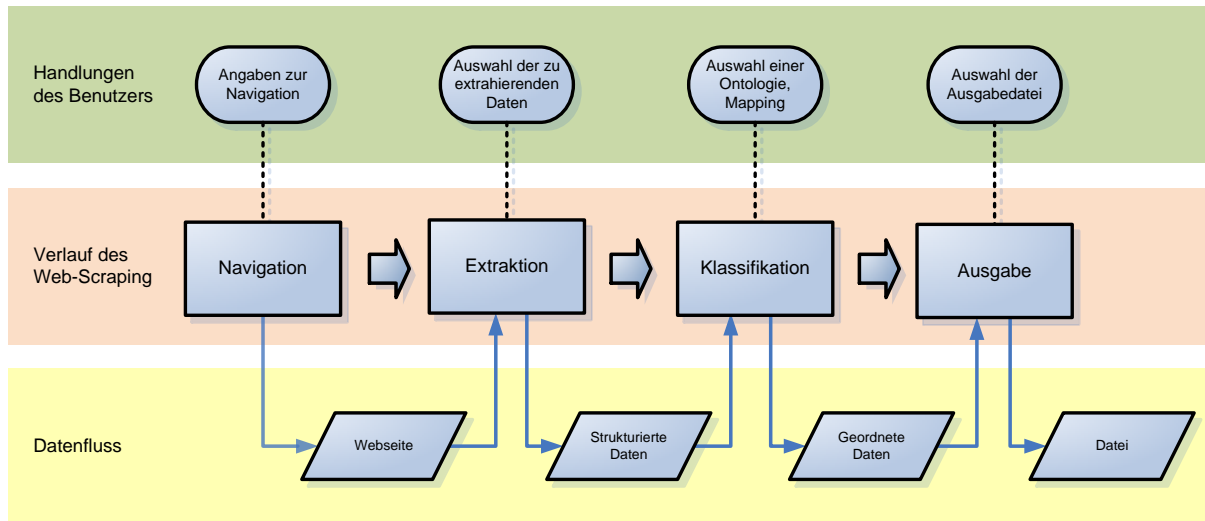 Handlungen
des Benutzers
Angaben zur
Navigation
Auswahl der zu
extrahierenden
Daten
Auswahl einer
Ontologie,
Mapping
Auswahl der
Ausgabedatei
Verlauf des
Web-Scraping
Navigation
Extraktion
Klassifikation
Ausgabe
Datenfluss
Webseite
Strukturierte
Daten
Geordnete
Daten
Datei